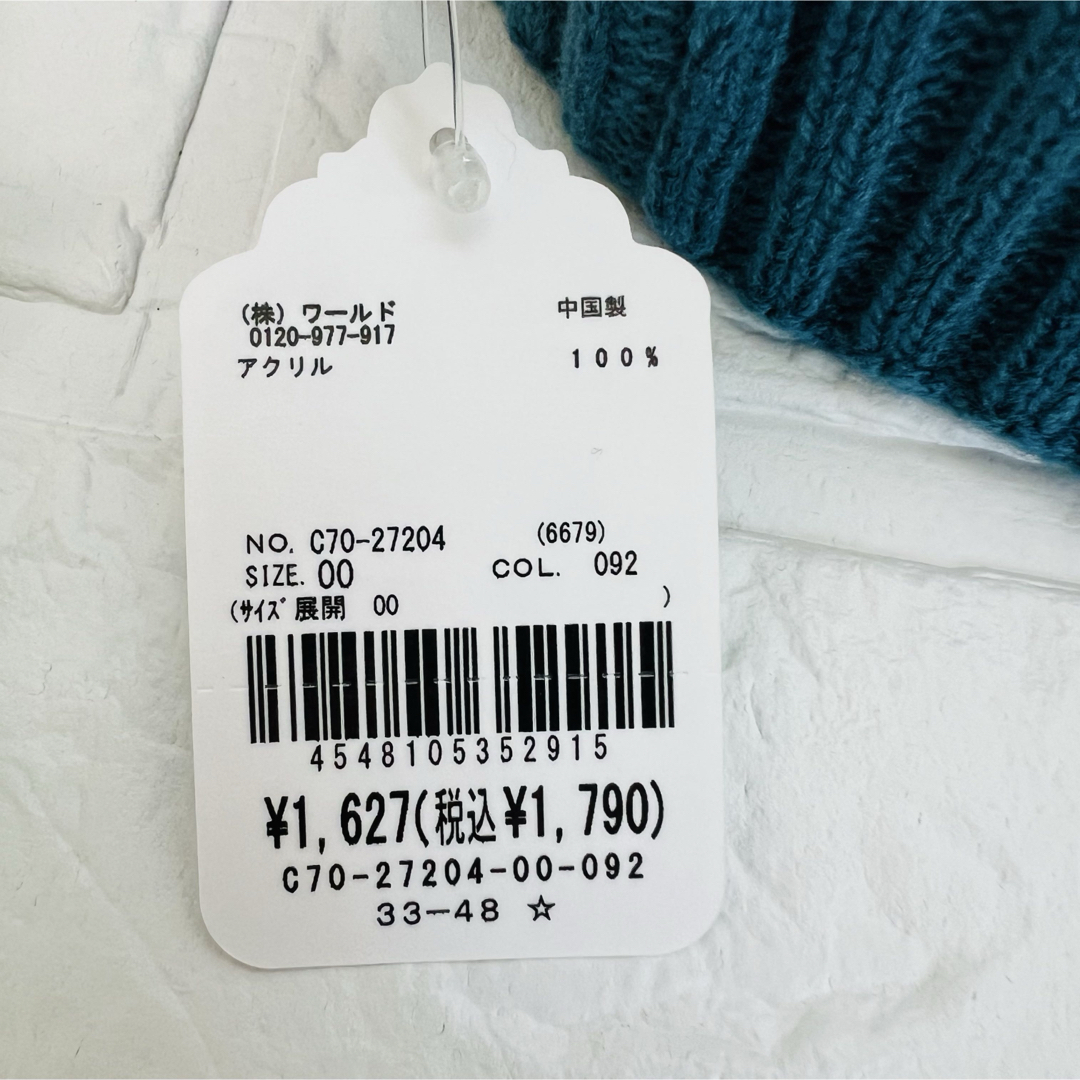 (株) ワールド 中国製
0120-977-917
アクリル 100%
NO. C70-27204 (6679)
SIZE. 00 COL. 092
(サイズ展開 00 )
4548105352915
¥1,627(税込¥1,790)
C70-27204-00-092
33-48 ☆